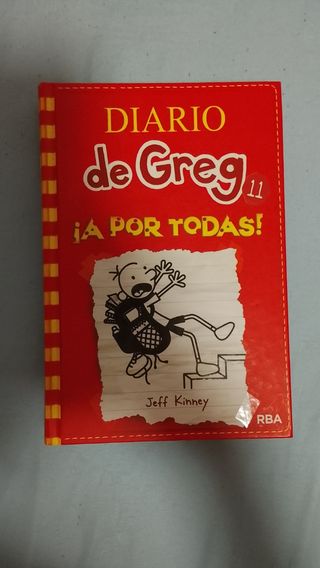 DIARIO
de Greg 11
¡A POR TODAS!
Jeff Kinney
RBA